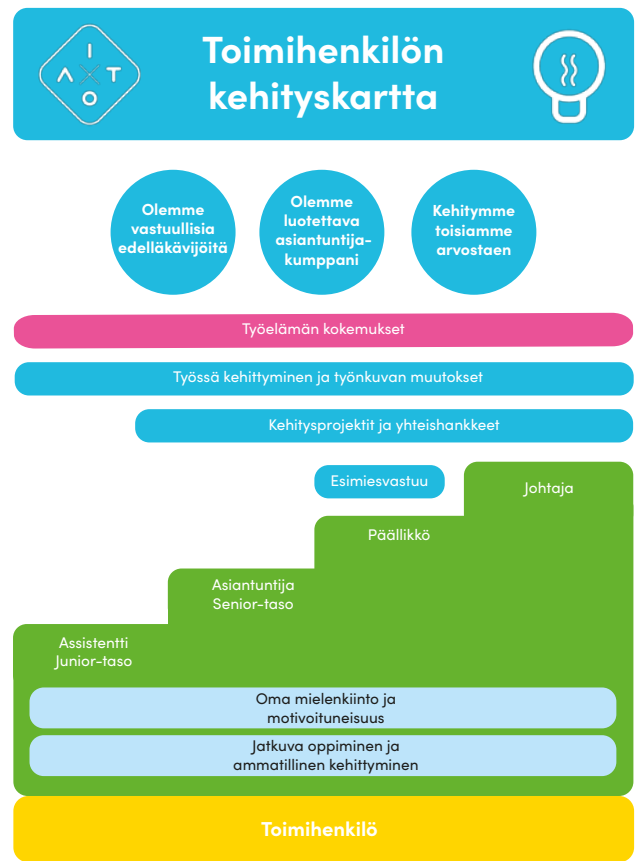 I
A X T
O
Toimihenkilön
kehityskartta
Olemme
vastuullisia
edelläkävijöitä
Olemme
luotettava
asiantuntija-
kumppani
Kehitymme
toisiamme
arvostaen
Työelämän kokemukset
Työssä kehittyminen ja työnkuvan muutokset
Kehitysprojektit ja yhteishankkeet
Esimiesvastuu
Johtaja
Päällikkö
Asiantuntija
Senior-taso
Assistentti
Junior-taso
Oma mielenkiinto ja
motivoituneisuus
Jatkuva oppiminen ja
ammatillinen kehittyminen
Toimihenkilö